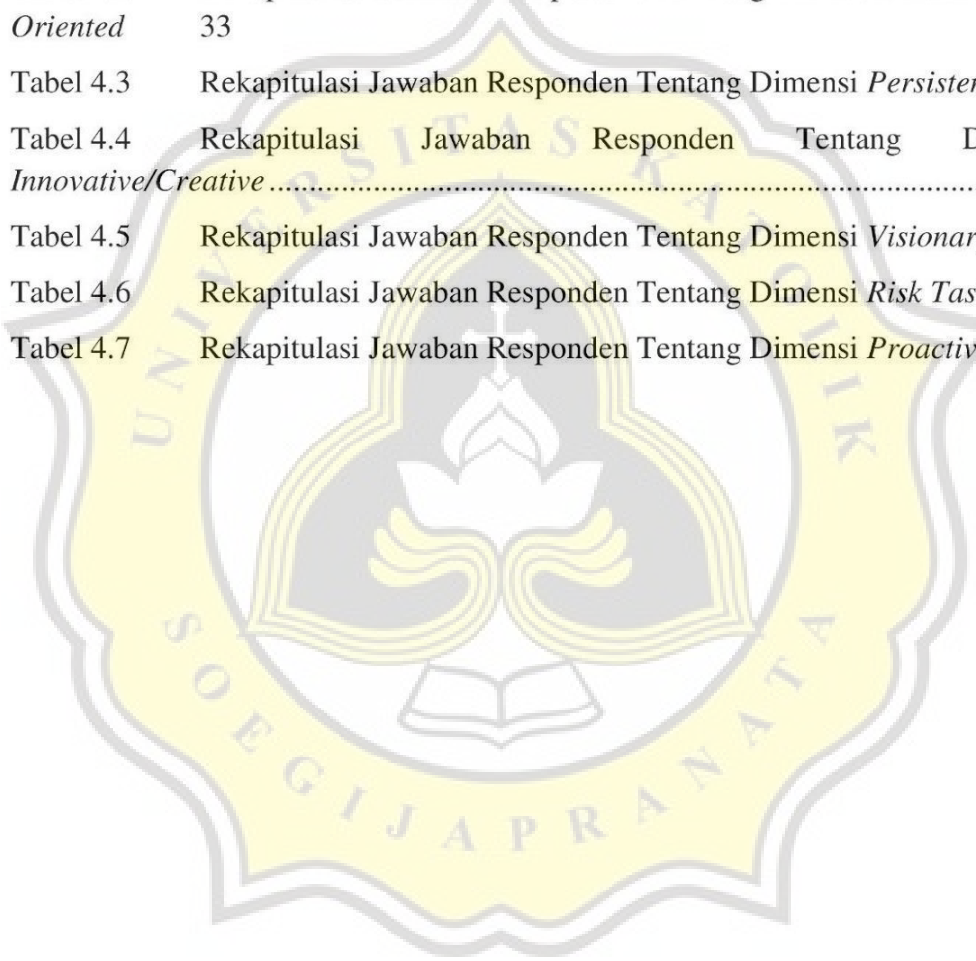 Oriented 33
Tabel 4.3 Rekapitulasi Jawaban Responden Tentang Dimensi Persisten
Tabel 4.4 Rekapitulasi Jawaban Responden Tentang D
Innovative/Creative................................................................................
Tabel 4.5 Rekapitulasi Jawaban Responden Tentang Dimensi Visionar
Tabel 4.6 Rekapitulasi Jawaban Responden Tentang Dimensi Risk Tas
Tabel 4.7 Rekapitulasi Jawaban Responden Tentang Dimensi Proactiv
UNIVERSITAS KATOLIK
SOEGIJAPRANATA